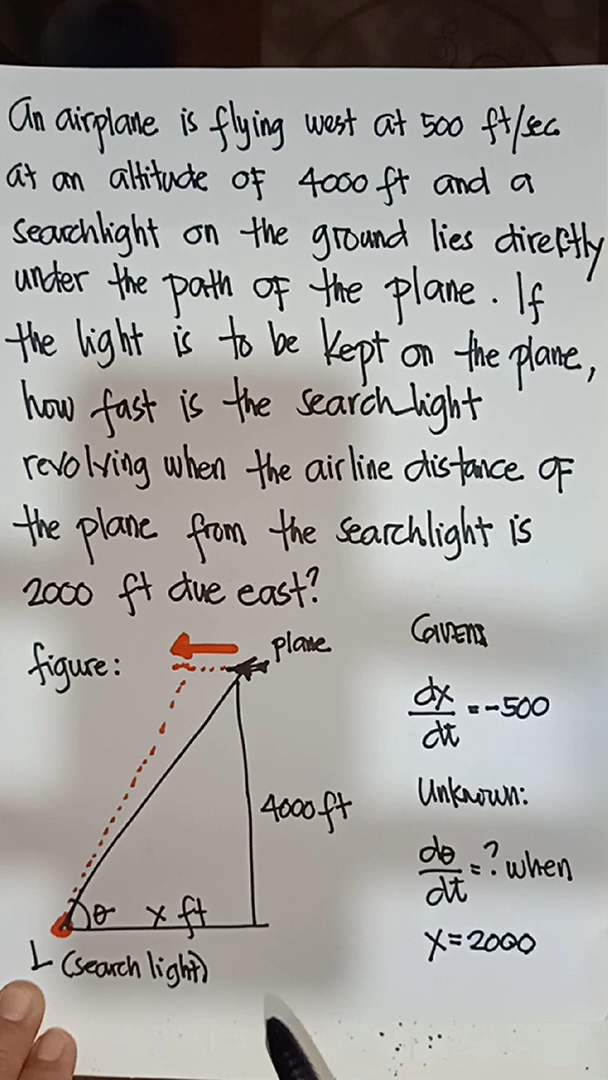 An airplane is flying west at 500 ft/sec
at an altitude of 4000 ft and a
searchlight on the ground lies directly
under the path of the plane. If
the light is to be kept on the plane,
how fast is the searchlight
revolving when the airline distance of
the plane from the searchlight is
2000 ft due east?
figure:
plane
4000 ft
θ x ft
L (search light)
Givens
dx/dt = -500
Unknown:
dθ/dt = ? when
x = 2000